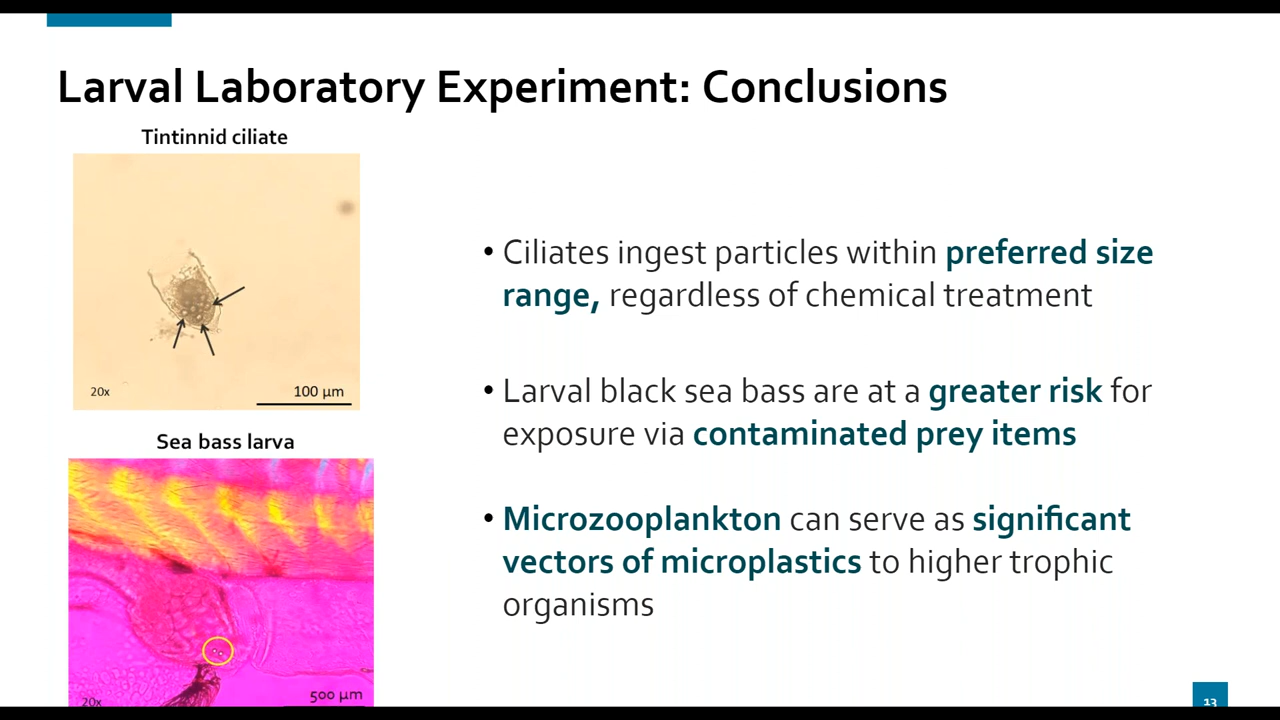 Larval Laboratory Experiment: Conclusions
Tintinnid ciliate
20x
100 µm
Sea bass larva
20x
500 µm
• Ciliates ingest particles within preferred size
range, regardless of chemical treatment
• Larval black sea bass are at a greater risk for
exposure via contaminated prey items
• Microzooplankton can serve as significant
vectors of microplastics to higher trophic
organisms
13